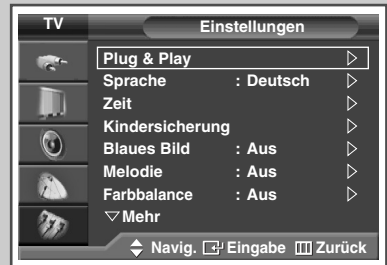 TV Einstellungen
Plug & Play
Sprache : Deutsch
Zeit
Kindersicherung
Blaues Bild : Aus
Melodie : Aus
Farbbalance : Aus
Mehr
Navig. Eingabe Zurück